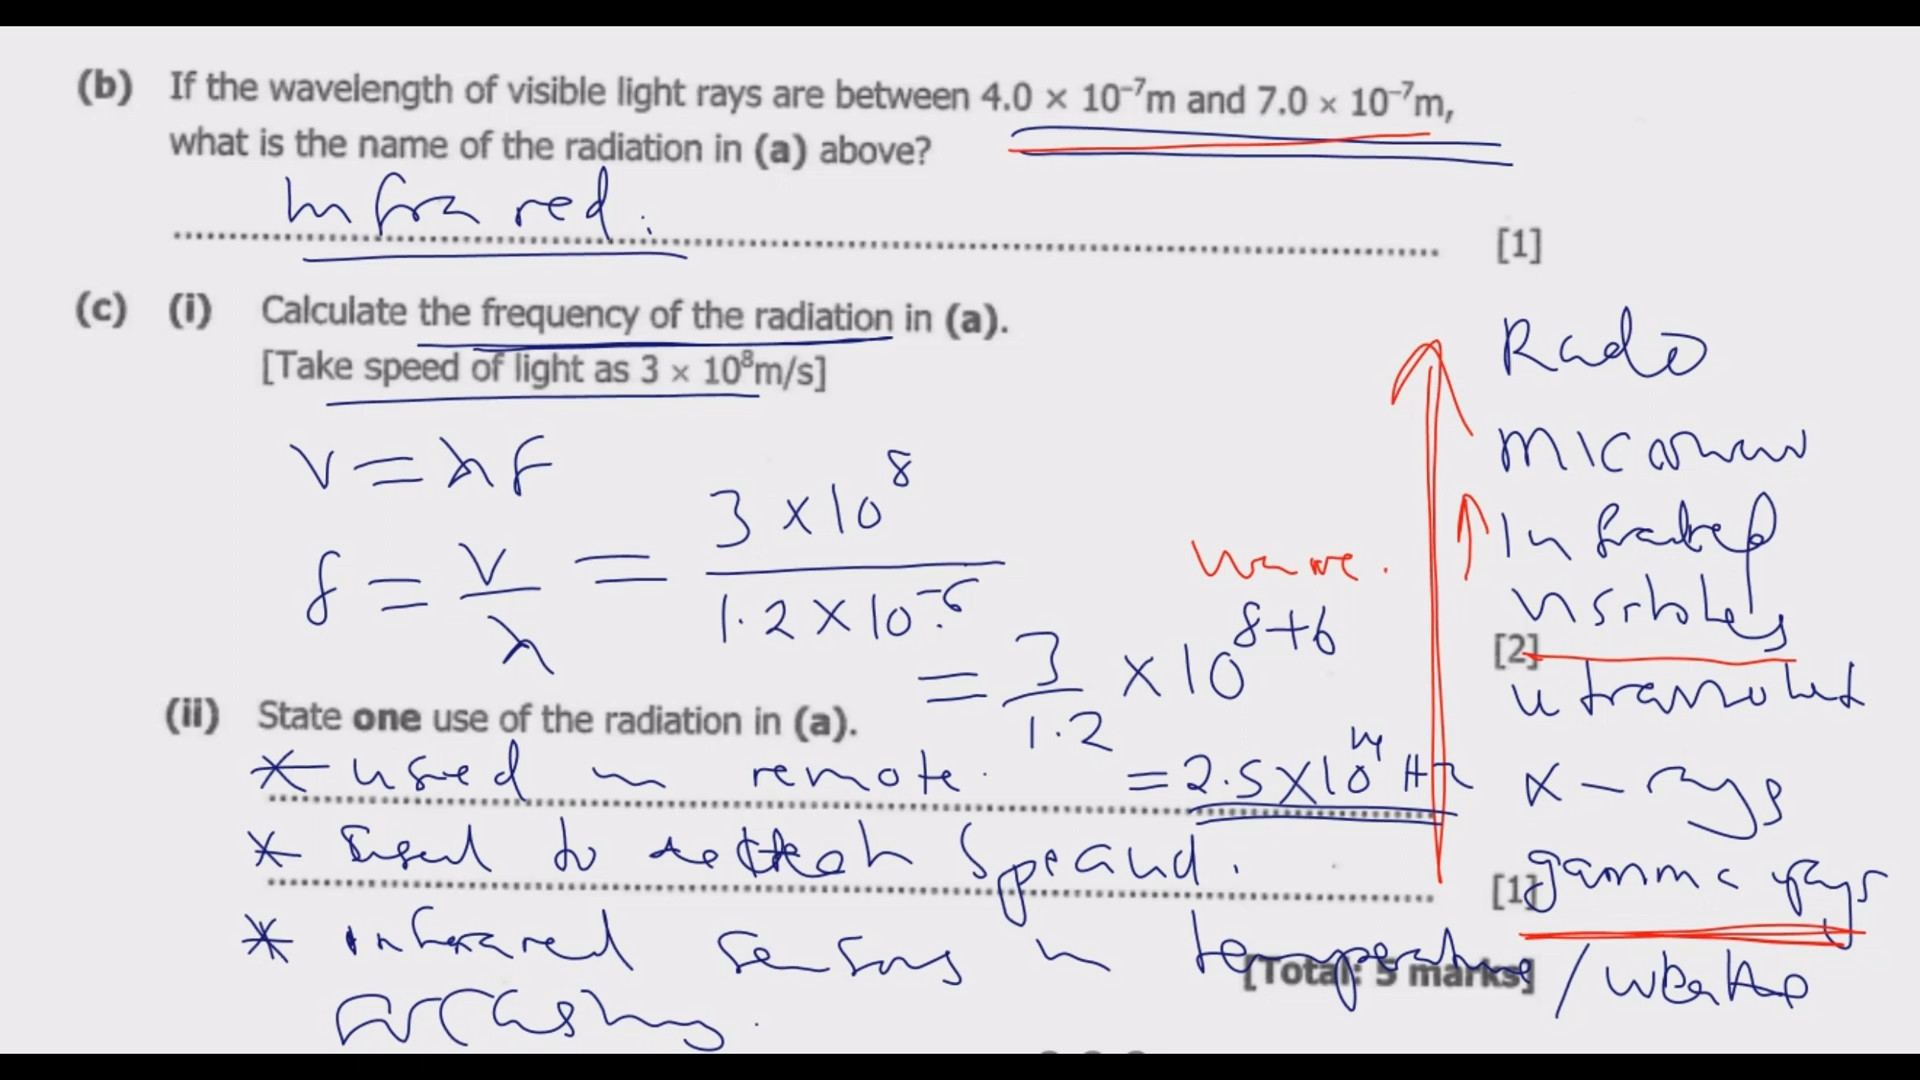 (b) If the wavelength of visible light rays are between 4.0 × 10⁻⁷m and 7.0 × 10⁻⁷m,
what is the name of the radiation in (a) above?
Infra red.
[1]
(c) (i) Calculate the frequency of the radiation in (a).
[Take speed of light as 3 × 10⁸m/s]
v = λf
f = v/λ = 3 × 10⁸ / 1.2 × 10⁻⁶
= 3/1.2 × 10⁸⁺⁶
= 2.5 × 10¹⁴ Hz
[2]
(ii) State one use of the radiation in (a).
* used in remote.
* used to
* infrared sensors in temperature / 
forecasting.
[1]
[Total: 5 marks]
Radio
Infrared
x-rays
gamma rays